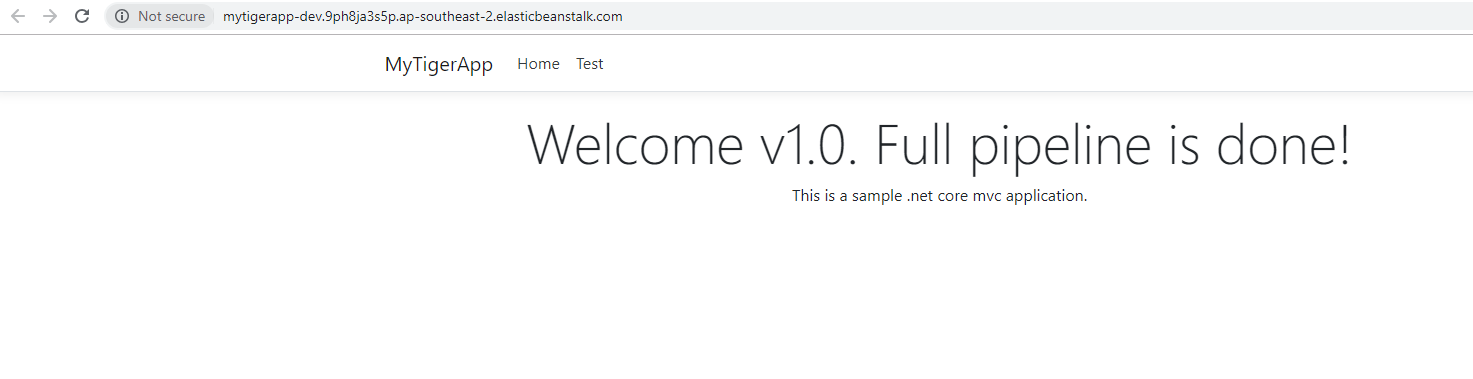 Not secure mytigerapp-dev.9ph8ja3s5p.ap-southeast-2.elasticbeanstalk.com
MyTigerApp Home Test
Welcome v1.0. Full pipeline is done!
This is a sample .net core mvc application.